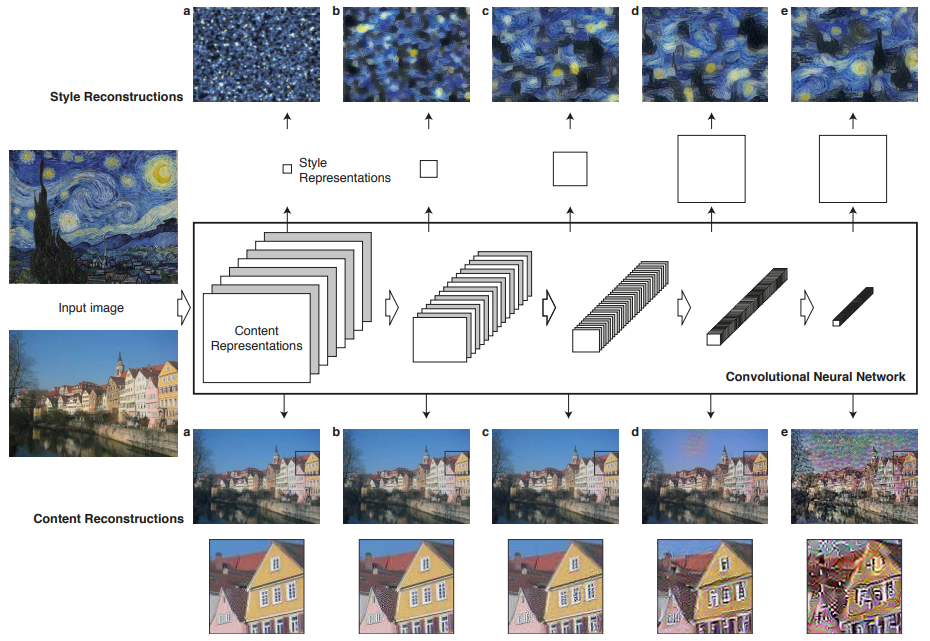 a b c d e
Style Reconstructions
Style
Representations
Input image
Content
Representations
Convolutional Neural Network
a b c d e
Content Reconstructions